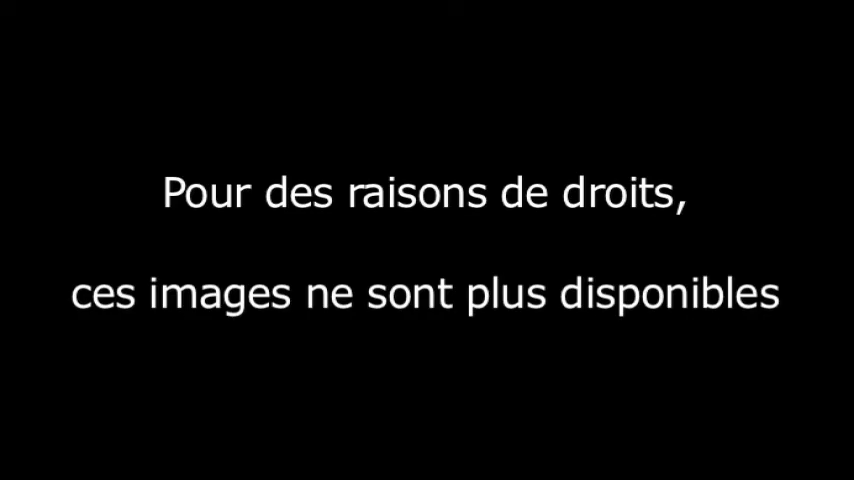 Pour des raisons de droits,
ces images ne sont plus disponibles